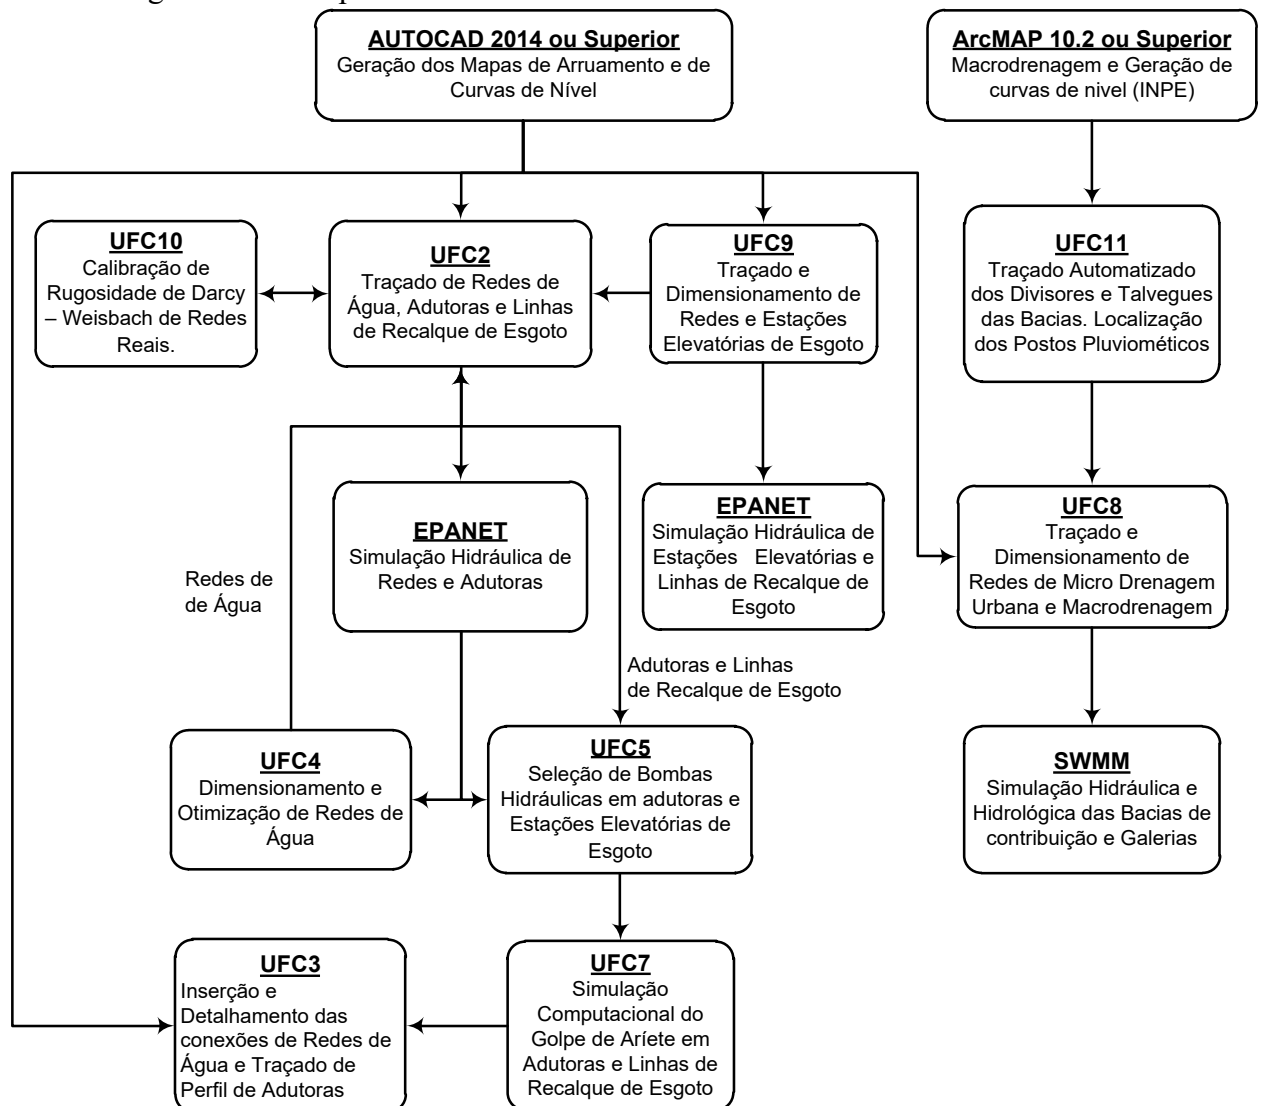 AUTOCAD 2014 ou Superior
Geração dos Mapas de Arruamento e de
Curvas de Nível
ArcMAP 10.2 ou Superior
Macrodrenagem e Geração de
curvas de nivel (INPE)
UFC10
Calibração de
Rugosidade de Darcy
– Weisbach de Redes
Reais.
UFC2
Traçado de Redes de
Água, Adutoras e Linhas
de Recalque de Esgoto
UFC9
Traçado e
Dimensionamento de
Redes e Estações
Elevatórias de Esgoto
UFC11
Traçado Automatizado
dos Divisores e Talvegues
das Bacias. Localização
dos Postos Pluviométicos
EPANET
Simulação Hidráulica de
Redes e Adutoras
EPANET
Simulação Hidráulica de
Estações Elevatórias e
Linhas de Recalque de
Esgoto
UFC8
Traçado e
Dimensionamento de
Redes de Micro Drenagem
Urbana e Macrodrenagem
Redes de
de Água
Adutoras e Linhas
de Recalque de Esgoto
UFC4
Dimensionamento e
Otimização de Redes de
Água
UFC5
Seleção de Bombas
Hidráulicas em adutoras e
Estações Elevatórias de
Esgoto
SWMM
Simulação Hidráulica e
Hidrológica das Bacias de
contribuição e Galerias
UFC3
Inserção e
Detalhamento das
conexões de Redes de
Água e Traçado de
Perfil de Adutoras
UFC7
Simulação
Computacional do
Golpe de Aríete em
Adutoras e Linhas de
Recalque de Esgoto